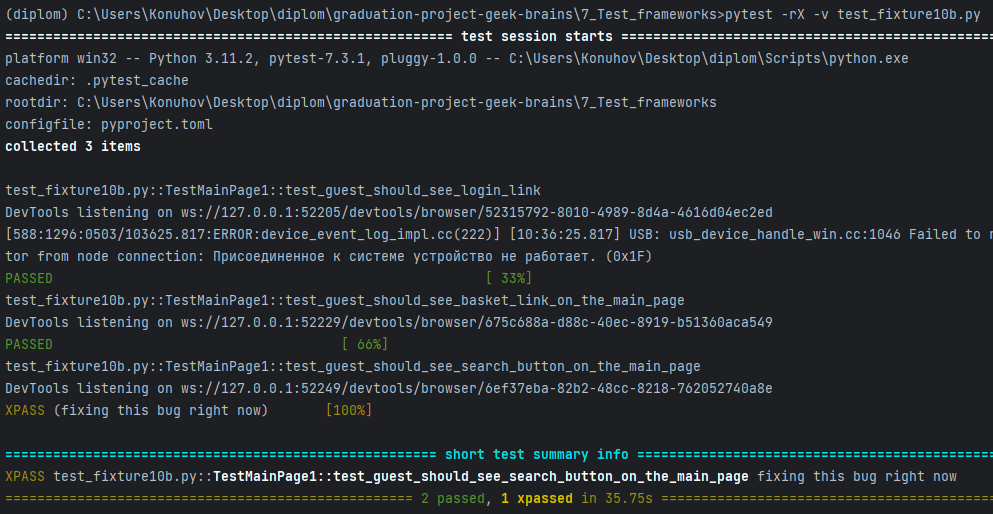 (diplom) C:\Users\Konuhov\Desktop\diplom\graduation-project-geek-brains\7_Test_frameworks>pytest -rX -v test_fixture10b.py
======================================================== test session starts ===============================================
platform win32 -- Python 3.11.2, pytest-7.3.1, pluggy-1.0.0 -- C:\Users\Konuhov\Desktop\diplom\Scripts\python.exe
cachedir: .pytest_cache
rootdir: C:\Users\Konuhov\Desktop\diplom\graduation-project-geek-brains\7_Test_frameworks
configfile: pyproject.toml
collected 3 items
test_fixture10b.py::TestMainPage1::test_guest_should_see_login_link
DevTools listening on ws://127.0.0.1:52205/devtools/browser/52315792-8010-4989-8d4a-4616d04ec2ed
[588:1296:0503/103625.817:ERROR:device_event_log_impl.cc(222)] [10:36:25.817] USB: usb_device_handle_win.cc:1046 Failed to
tor from node connection: Присоединенное к системе устройство не работает. (0x1F)
PASSED [ 33%]
test_fixture10b.py::TestMainPage1::test_guest_should_see_basket_link_on_the_main_page
DevTools listening on ws://127.0.0.1:52229/devtools/browser/675c688a-d88c-40ec-8919-b51360aca549
PASSED [ 66%]
test_fixture10b.py::TestMainPage1::test_guest_should_see_search_button_on_the_main_page
DevTools listening on ws://127.0.0.1:52249/devtools/browser/6ef37eba-82b2-48cc-8218-762052740a8e
XPASS (fixing this bug right now) [100%]
====================================================== short test summary info =============================================
XPASS test_fixture10b.py::TestMainPage1::test_guest_should_see_search_button_on_the_main_page fixing this bug right now
=================================================== 2 passed, 1 xpassed in 35.75s ==========================================